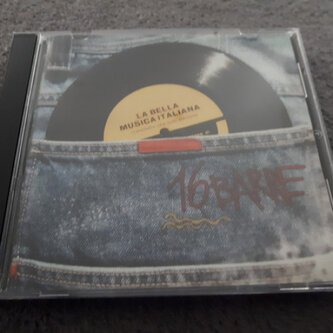 LA BELLA
MUSICA ITALIANA
16 BARRE